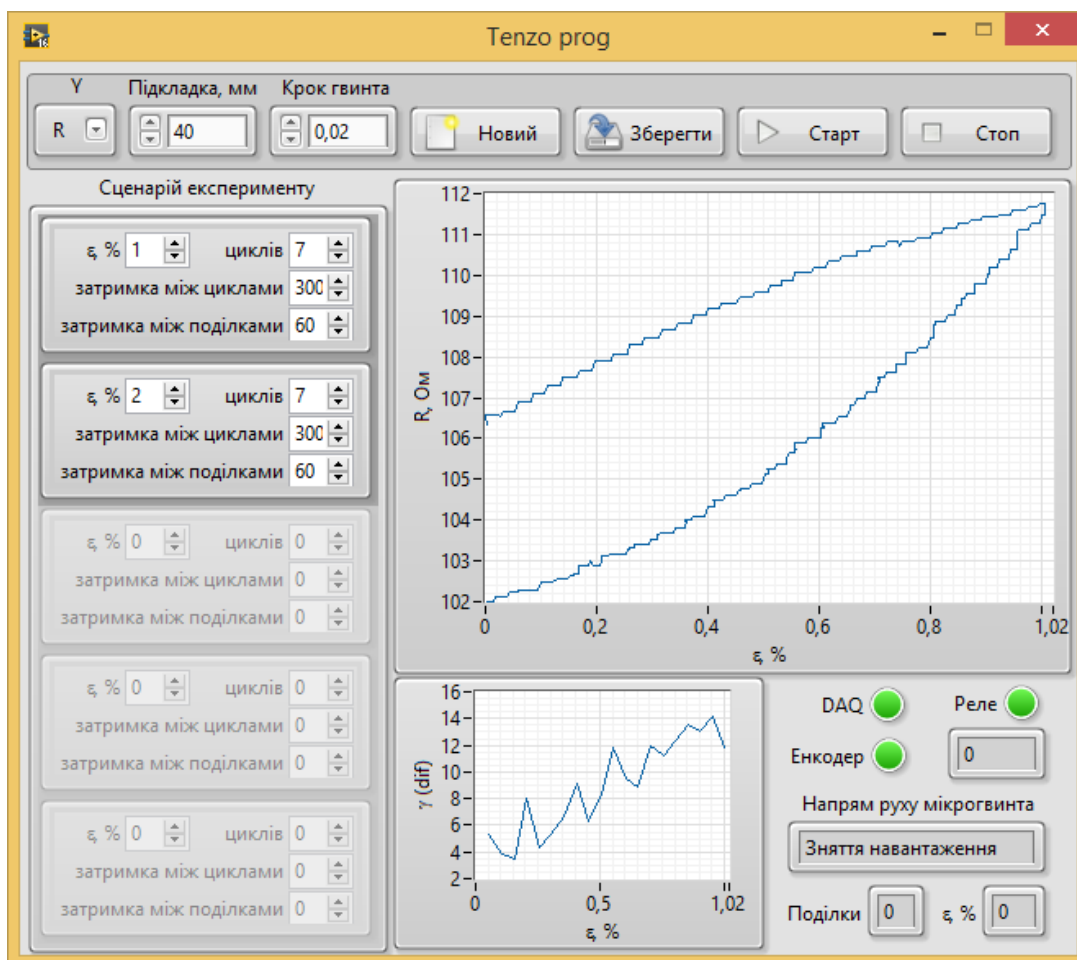 Tenzo prog
Y Підкладка, мм Крок гвинта
R 40 0,02 Новий Зберегти Старт Стоп
Сценарій експерименту
ε, % 1 циклів 7
затримка між циклами 300
затримка між поділками 60
ε, % 2 циклів 7
затримка між циклами 300
затримка між поділками 60
ε, % 0 циклів 0
затримка між циклами 0
затримка між поділками 0
ε, % 0 циклів 0
затримка між циклами 0
затримка між поділками 0
ε, % 0 циклів 0
затримка між циклами 0
затримка між поділками 0
R, Ом
112
111
110
109
108
107
106
105
104
103
102
0 0,2 0,4 0,6 0,8 1,02
ε, %
γ (dif)
16
14
12
10
8
6
4
2
0 0,5 1,02
ε, %
DAQ Реле
Енкодер 0
Напрям руху мікрогвинта
Зняття навантаження
Поділки 0 ε, % 0